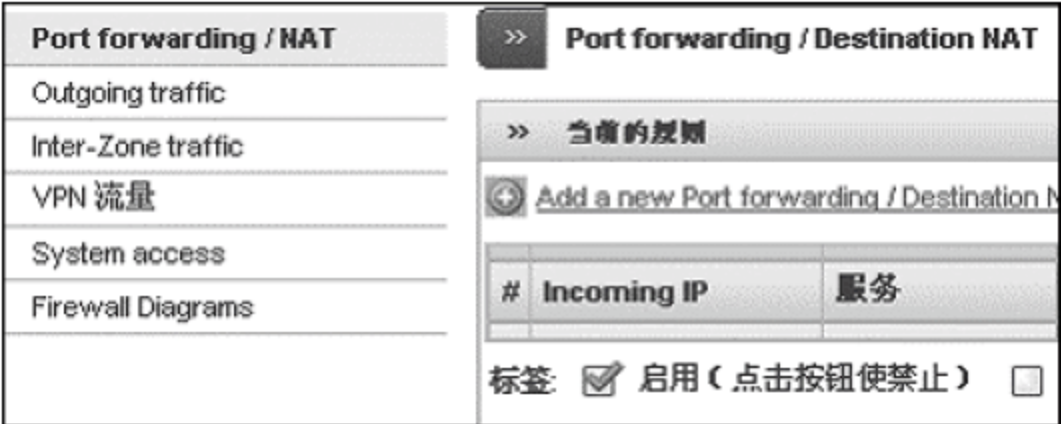 Port forwarding / NAT
Outgoing traffic
Inter-Zone traffic
VPN 流量
System access
Firewall Diagrams
Port forwarding / Destination NAT
当前的规则
Add a new Port forwarding / Destination N
# Incoming IP 服务
标签: 启用（点击按钮使禁止）